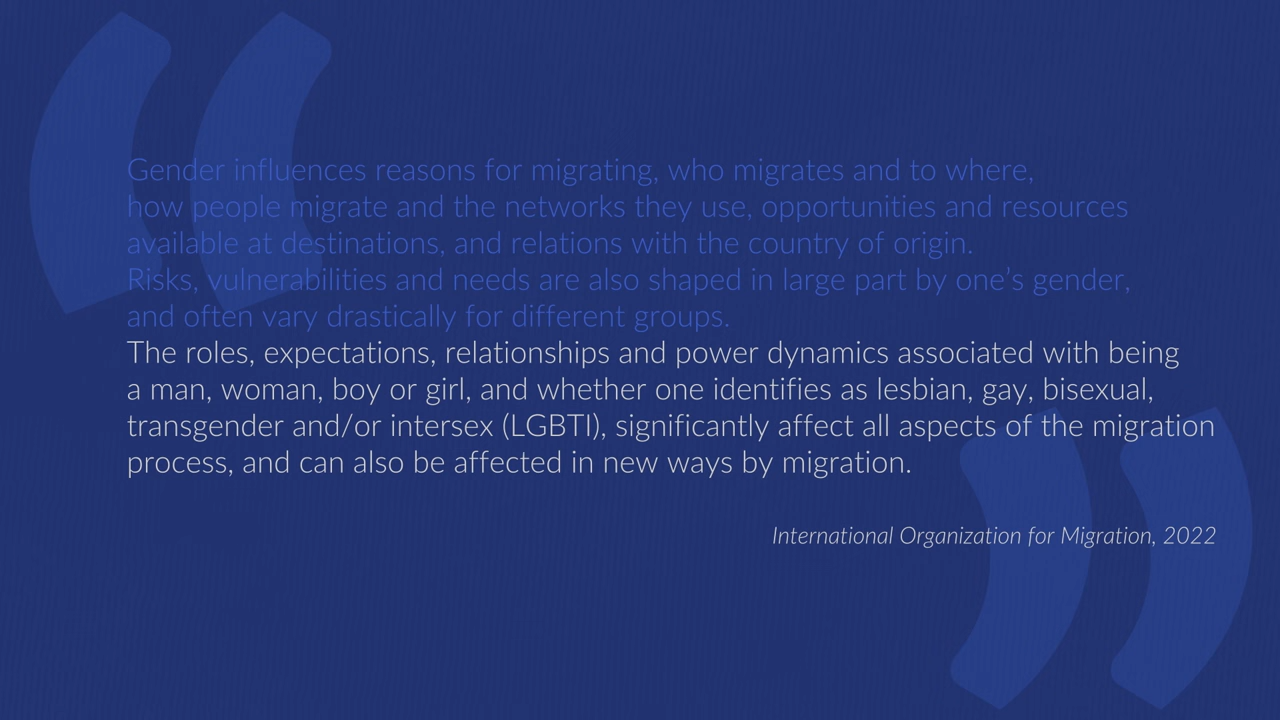 Gender influences reasons for migrating, who migrates and to where,
how people migrate and the networks they use, opportunities and resources
available at destinations, and relations with the country of origin.
Risks, vulnerabilities and needs are also shaped in large part by one’s gender,
and often vary drastically for different groups.
The roles, expectations, relationships and power dynamics associated with being
a man, woman, boy or girl, and whether one identifies as lesbian, gay, bisexual,
transgender and/or intersex (LGBTI), significantly affect all aspects of the migration
process, and can also be affected in new ways by migration.
International Organization for Migration, 2022